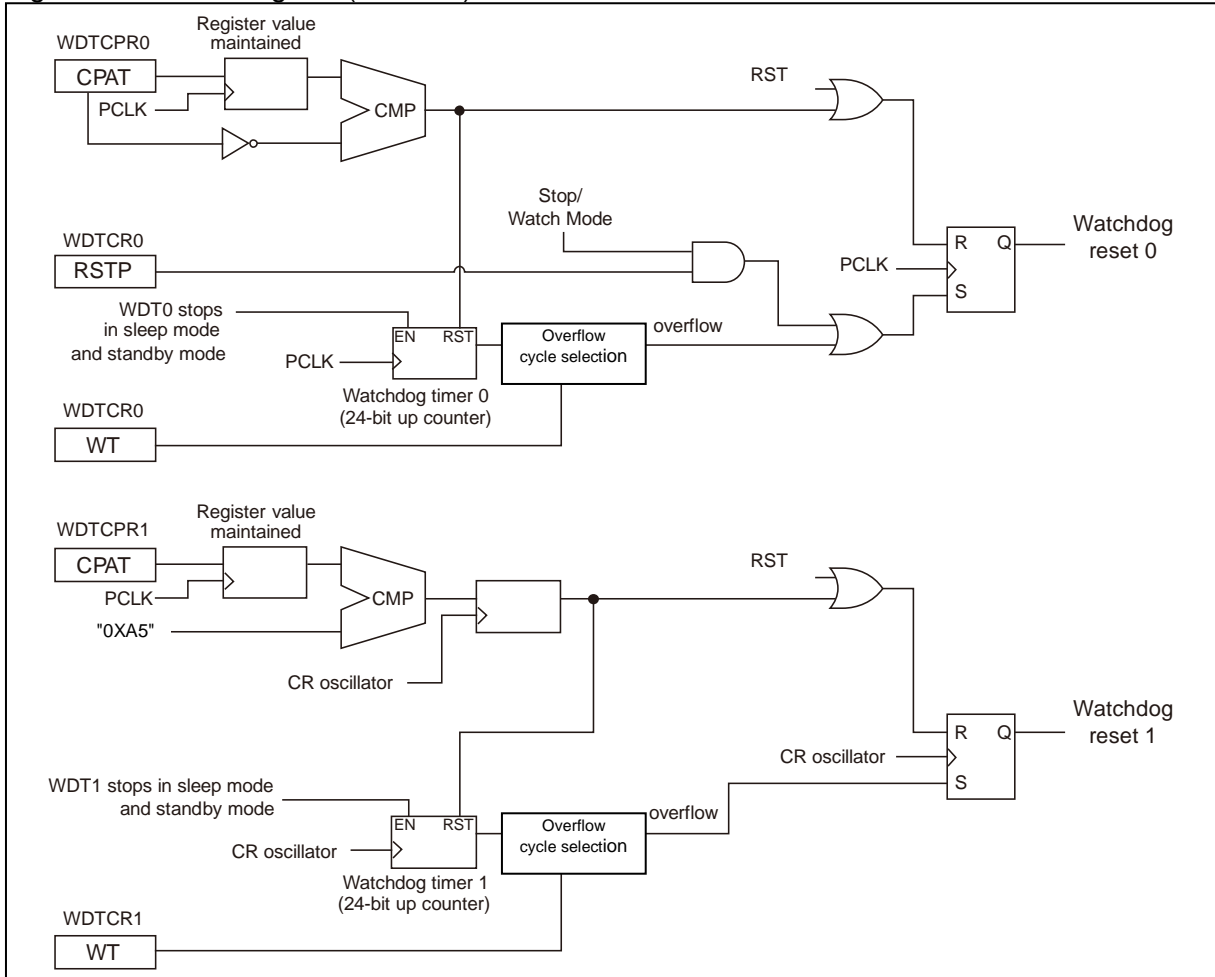 Register value
maintained
WDTCPR0
CPAT
PCLK
CMP
RST
Stop/
Watch Mode
WDTCR0
RSTP
PCLK
R
Q
S
Watchdog
reset 0
WDT0 stops
in sleep mode
and standby mode
EN
RST
PCLK
Overflow
cycle selection
overflow
Watchdog timer 0
(24-bit up counter)
WDTCR0
WT
Register value
maintained
WDTCPR1
CPAT
PCLK
CMP
"0XA5"
CR oscillator
RST
R
Q
S
CR oscillator
Watchdog
reset 1
WDT1 stops in sleep mode
and standby mode
EN
RST
CR oscillator
Overflow
cycle selection
overflow
Watchdog timer 1
(24-bit up counter)
WDTCR1
WT